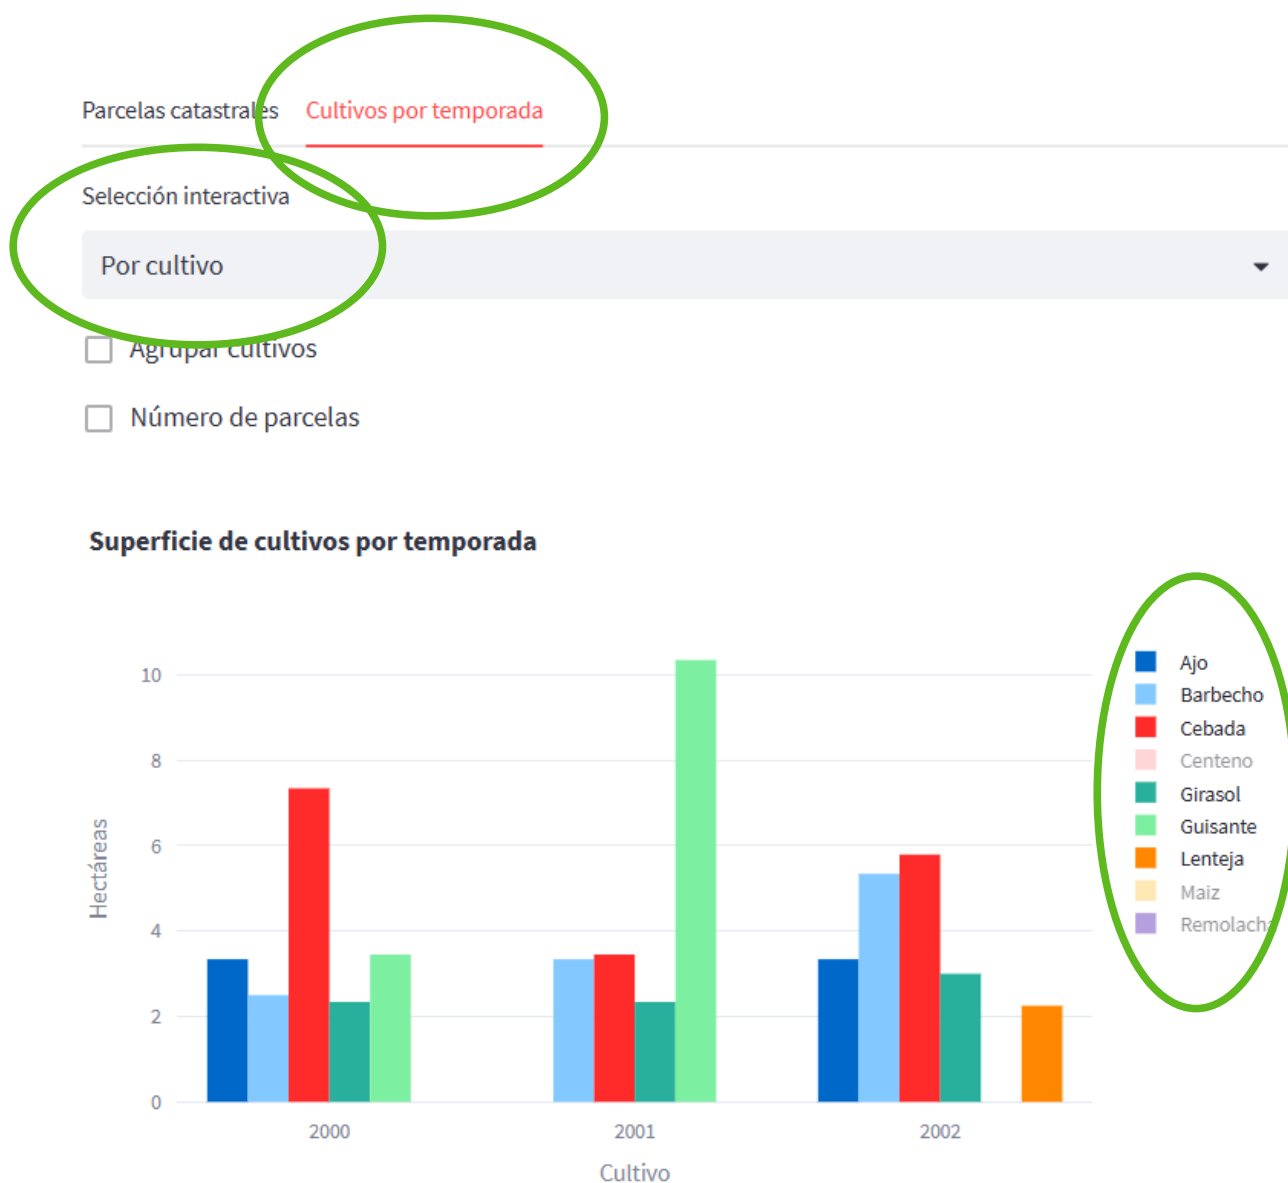 Parcelas catastrales Cultivos por temporada
Selección interactiva
Por cultivo
Agrupar cultivos
Número de parcelas
Superficie de cultivos por temporada
10
8
6
4
2
0
Hectáreas
2000 2001 2002
Cultivo
Ajo
Barbecho
Cebada
Centeno
Girasol
Guisante
Lenteja
Maiz
Remolacha